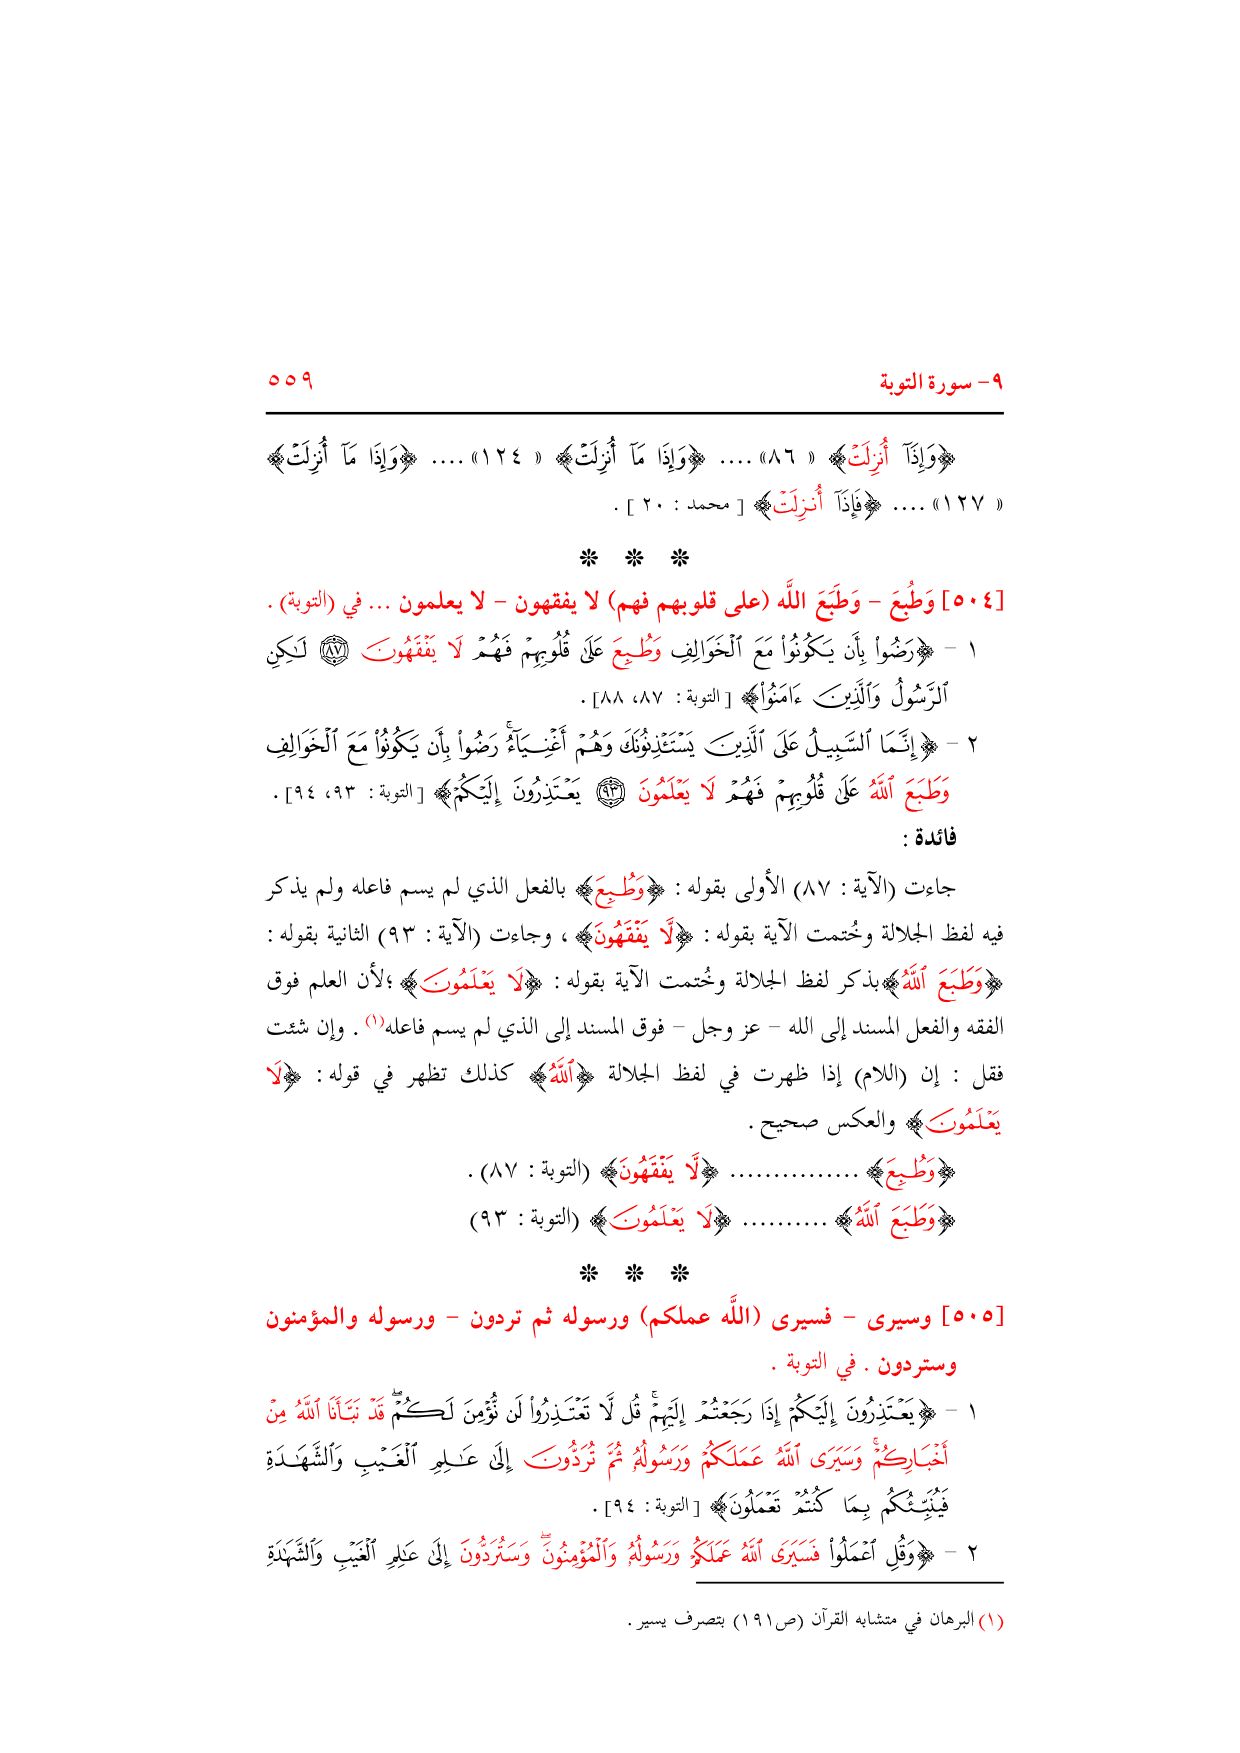 ٩- سورة التوبة ٥٥٩
﴿وَإِذَآ أُنزِلَتۡ﴾ « ٨٦» .... ﴿وَإِذَا مَآ أُنزِلَتۡ﴾ « ١٢٤» .... ﴿وَإِذَا مَآ أُنزِلَتۡ﴾
« ١٢٧» .... ﴿فَإِذَآ أُنزِلَتۡ﴾ [ محمد : ٢٠ ] .
❋ ❋ ❋
[٥٠٤] وَطُبِعَ – وَطَبَعَ اللَّه (على قلوبهم فهم) لا يفقهون – لا يعلمون ... في (التوبة) .
١ – ﴿رَضُواْ بِأَن يَكُونُواْ مَعَ ٱلۡخَوَالِفِ وَطُبِعَ عَلَىٰ قُلُوبِهِمۡ فَهُمۡ لَا يَفۡقَهُونَ ۝٨٧ لَٰكِنِ
ٱلرَّسُولُ وَٱلَّذِينَ ءَامَنُواْ﴾ [التوبة : ٨٧، ٨٨] .
٢ – ﴿إِنَّمَا ٱلسَّبِيلُ عَلَى ٱلَّذِينَ يَسۡتَـٔۡذِنُونَكَ وَهُمۡ أَغۡنِيَآءُۚ رَضُواْ بِأَن يَكُونُواْ مَعَ ٱلۡخَوَالِفِ
وَطَبَعَ ٱللَّهُ عَلَىٰ قُلُوبِهِمۡ فَهُمۡ لَا يَعۡلَمُونَ ۝٩٣ يَعۡتَذِرُونَ إِلَيۡكُمۡ﴾ [التوبة : ٩٣، ٩٤] .
فائدة :
جاءت (الآية : ٨٧) الأولى بقوله : ﴿وَطُبِعَ﴾ بالفعل الذي لم يسم فاعله ولم يذكر
فيه لفظ الجلالة وخُتمت الآية بقوله : ﴿لَا يَفۡقَهُونَ﴾ ، وجاءت (الآية : ٩٣) الثانية بقوله :
﴿وَطَبَعَ ٱللَّهُ﴾بذكر لفظ الجلالة وخُتمت الآية بقوله : ﴿لَا يَعۡلَمُونَ﴾ ؛لأن العلم فوق
الفقه والفعل المسند إلى الله – عز وجل – فوق المسند إلى الذي لم يسم فاعله(١) . وإن شئت
فقل : إن (اللام) إذا ظهرت في لفظ الجلالة ﴿ٱللَّهُ﴾ كذلك تظهر في قوله : ﴿لَا
يَعۡلَمُونَ﴾ والعكس صحيح .
﴿وَطُبِعَ﴾ ............... ﴿لَا يَفۡقَهُونَ﴾ (التوبة : ٨٧) .
﴿وَطَبَعَ ٱللَّهُ﴾ .......... ﴿لَا يَعۡلَمُونَ﴾ (التوبة : ٩٣)
❋ ❋ ❋
[٥٠٥] وسيرى – فسيرى (اللَّه عملكم) ورسوله ثم تردون – ورسوله والمؤمنون
وستردون . في التوبة .
١ – ﴿يَعۡتَذِرُونَ إِلَيۡكُمۡ إِذَا رَجَعۡتُمۡ إِلَيۡهِمۡۚ قُل لَّا تَعۡتَذِرُواْ لَن نُّؤۡمِنَ لَكُمۡۖ قَدۡ نَبَّأَنَا ٱللَّهُ مِنۡ
أَخۡبَارِكُمۡۚ وَسَيَرَى ٱللَّهُ عَمَلَكُمۡ وَرَسُولُهُۥ ثُمَّ تُرَدُّونَ إِلَىٰ عَٰلِمِ ٱلۡغَيۡبِ وَٱلشَّهَٰدَةِ
فَيُنَبِّئُكُم بِمَا كُنتُمۡ تَعۡمَلُونَ﴾ [التوبة : ٩٤] .
٢ – ﴿وَقُلِ ٱعۡمَلُواْ فَسَيَرَى ٱللَّهُ عَمَلَكُمۡ وَرَسُولُهُۥ وَٱلۡمُؤۡمِنُونَۖ وَسَتُرَدُّونَ إِلَىٰ عَٰلِمِ ٱلۡغَيۡبِ وَٱلشَّهَٰدَةِ
(١) البرهان في متشابه القرآن (ص١٩١) بتصرف يسير .